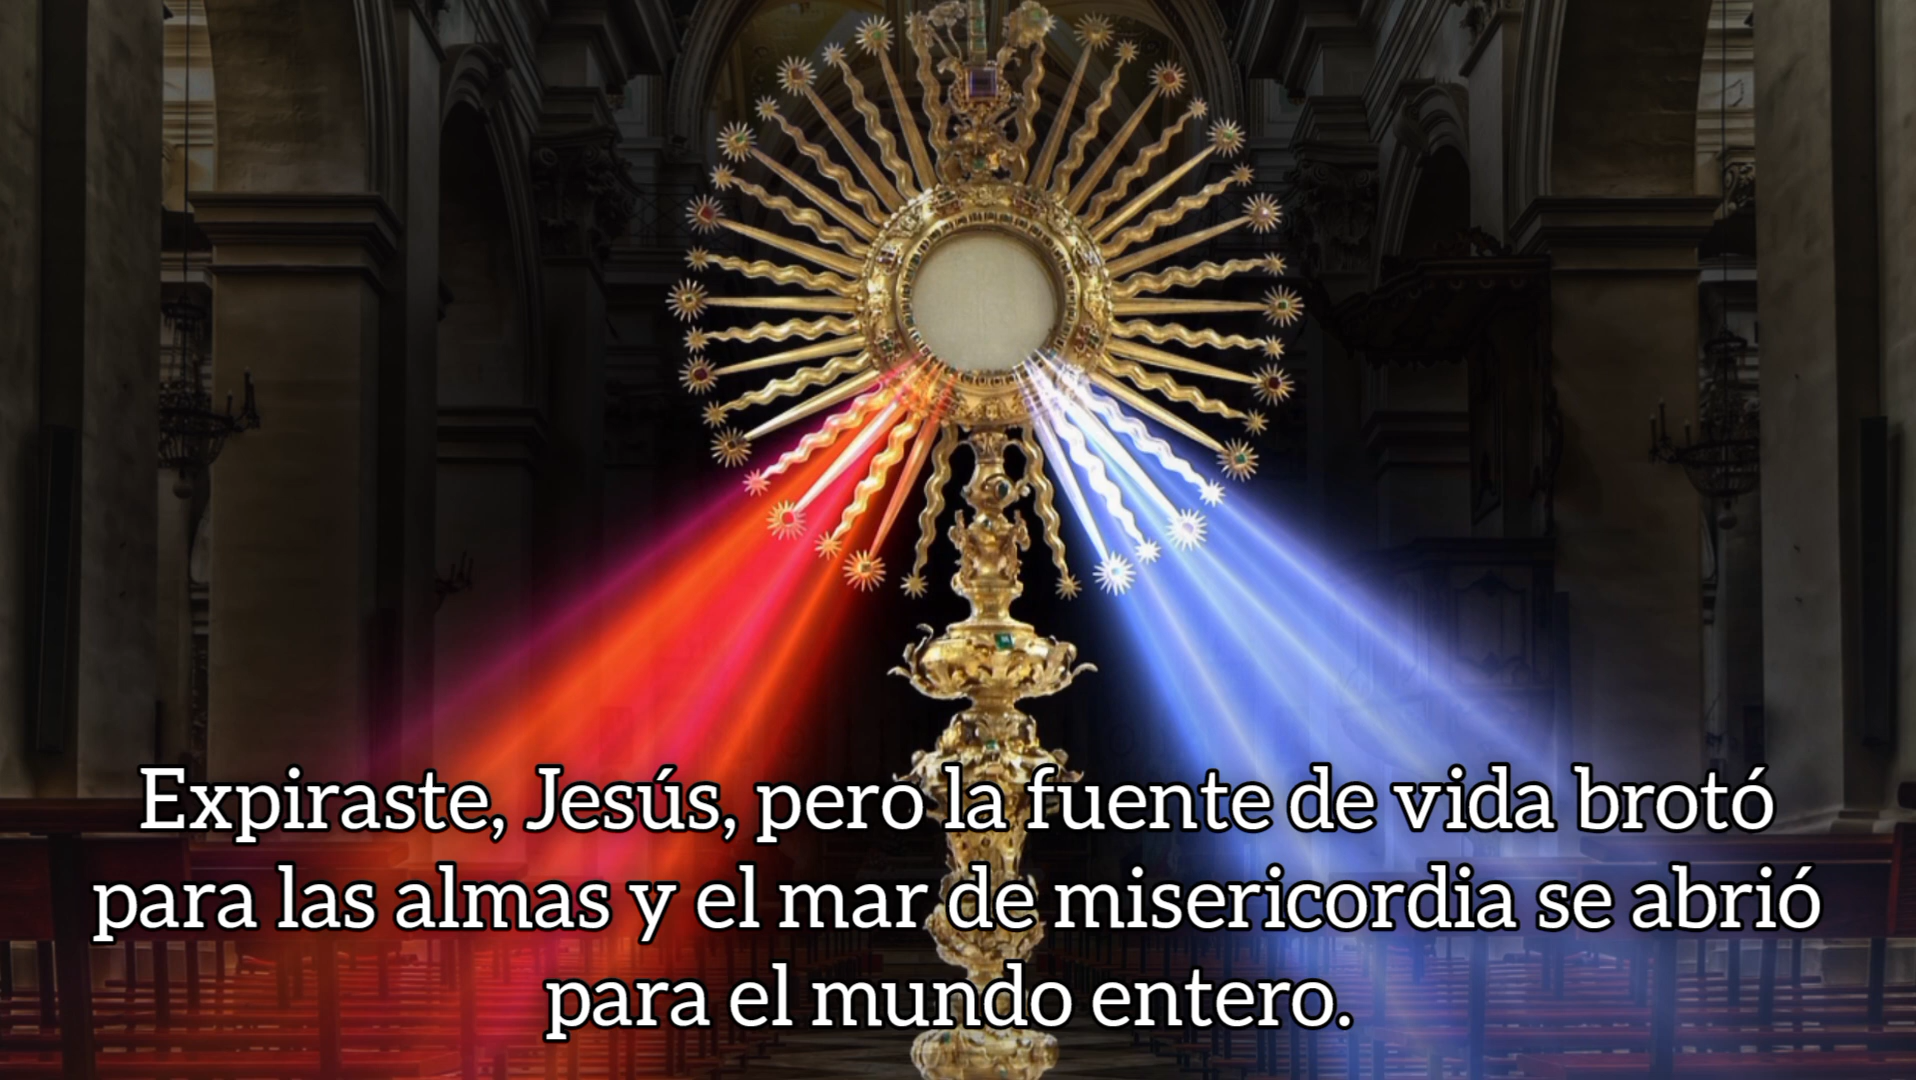 Expiraste, Jesús, pero la fuente de vida brotó
para las almas y el mar de misericordia se abrió
para el mundo entero.